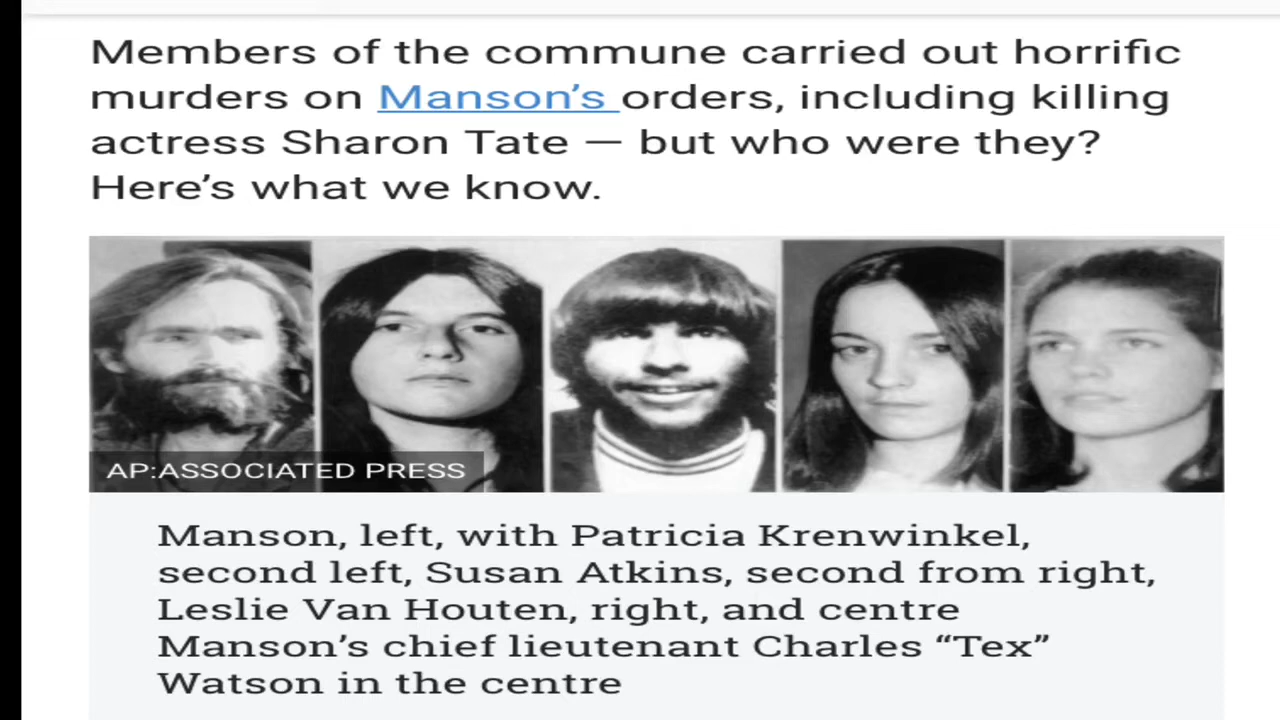 Members of the commune carried out horrific
murders on Manson’s orders, including killing
actress Sharon Tate — but who were they?
Here’s what we know.
AP:ASSOCIATED PRESS
Manson, left, with Patricia Krenwinkel,
second left, Susan Atkins, second from right,
Leslie Van Houten, right, and centre
Manson’s chief lieutenant Charles “Tex”
Watson in the centre